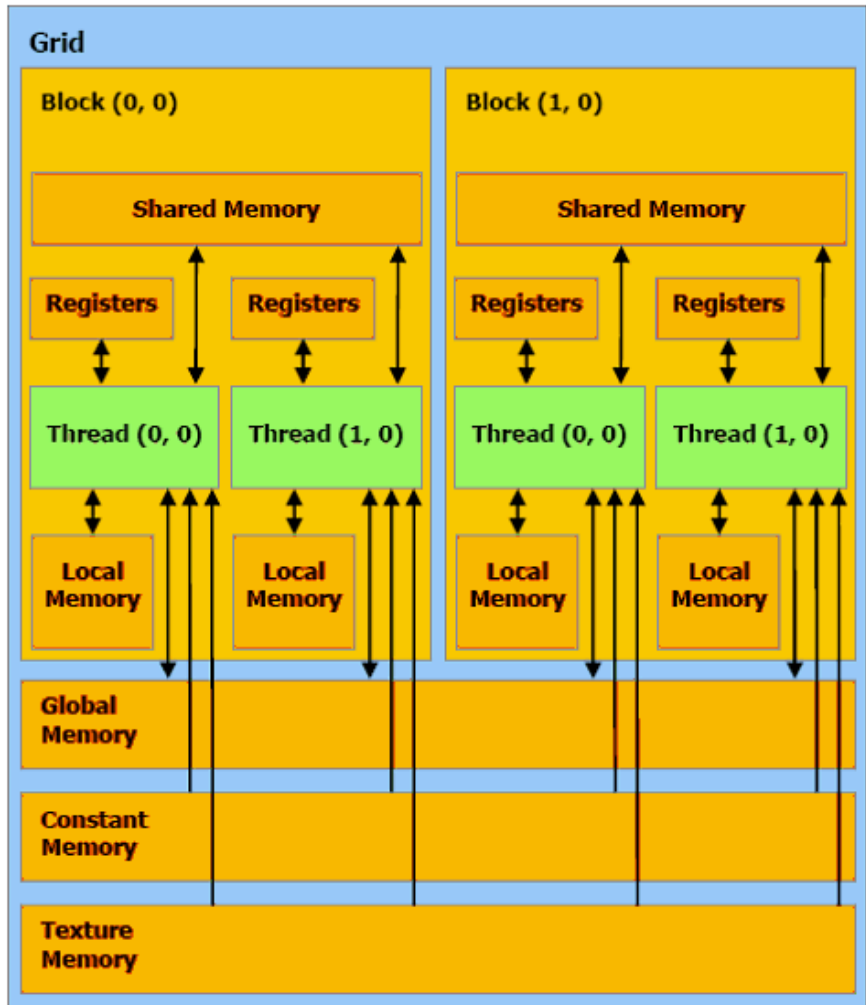 Grid
Block (0, 0)
Block (1, 0)
Shared Memory
Shared Memory
Registers
Registers
Registers
Registers
Thread (0, 0)
Thread (1, 0)
Thread (0, 0)
Thread (1, 0)
Local
Memory
Local
Memory
Local
Memory
Local
Memory
Global
Memory
Constant
Memory
Texture
Memory